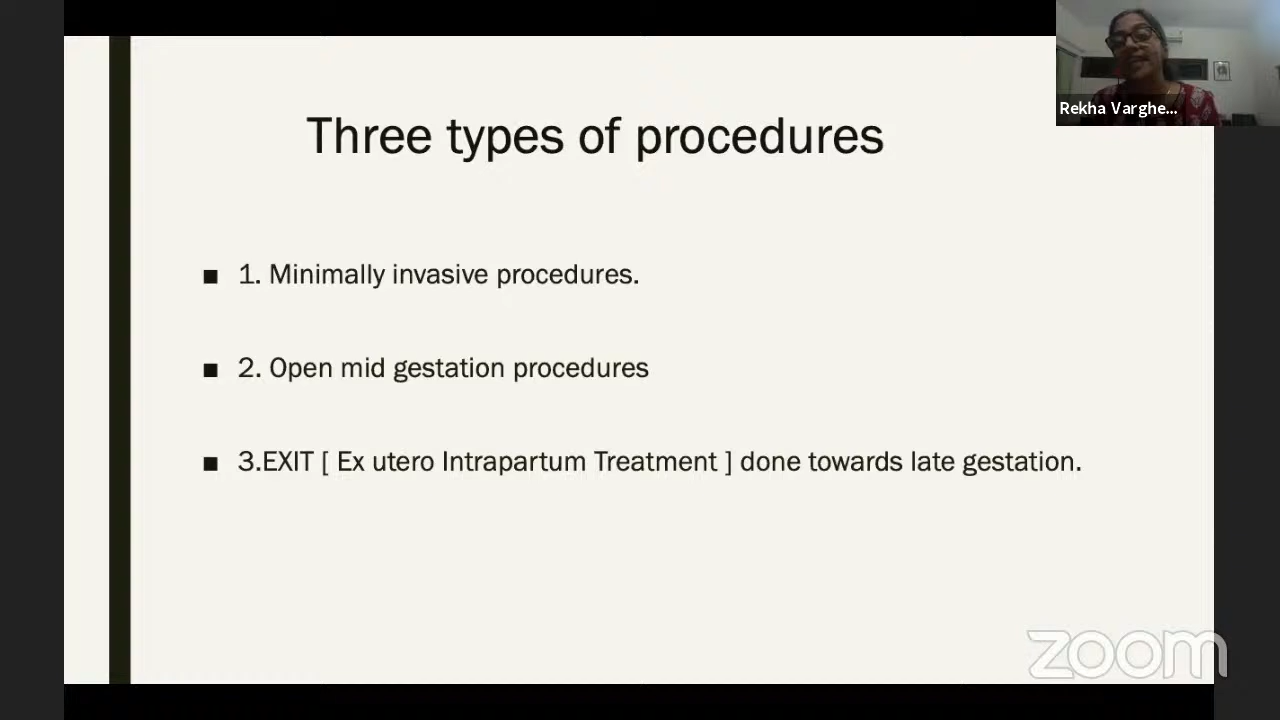 Rekha Varghe...
Three types of procedures
■ 1. Minimally invasive procedures.
■ 2. Open mid gestation procedures
■ 3.EXIT [ Ex utero Intrapartum Treatment ] done towards late gestation.
zoom